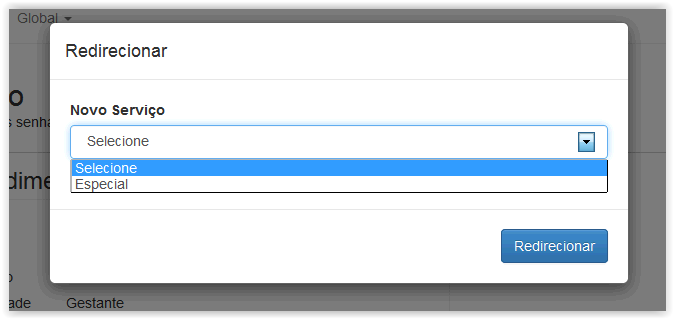 Global
Redirecionar
o
s senha
Novo Serviço
Selecione
Selecione
dime
Especial
Redirecionar
o
ade Gestante